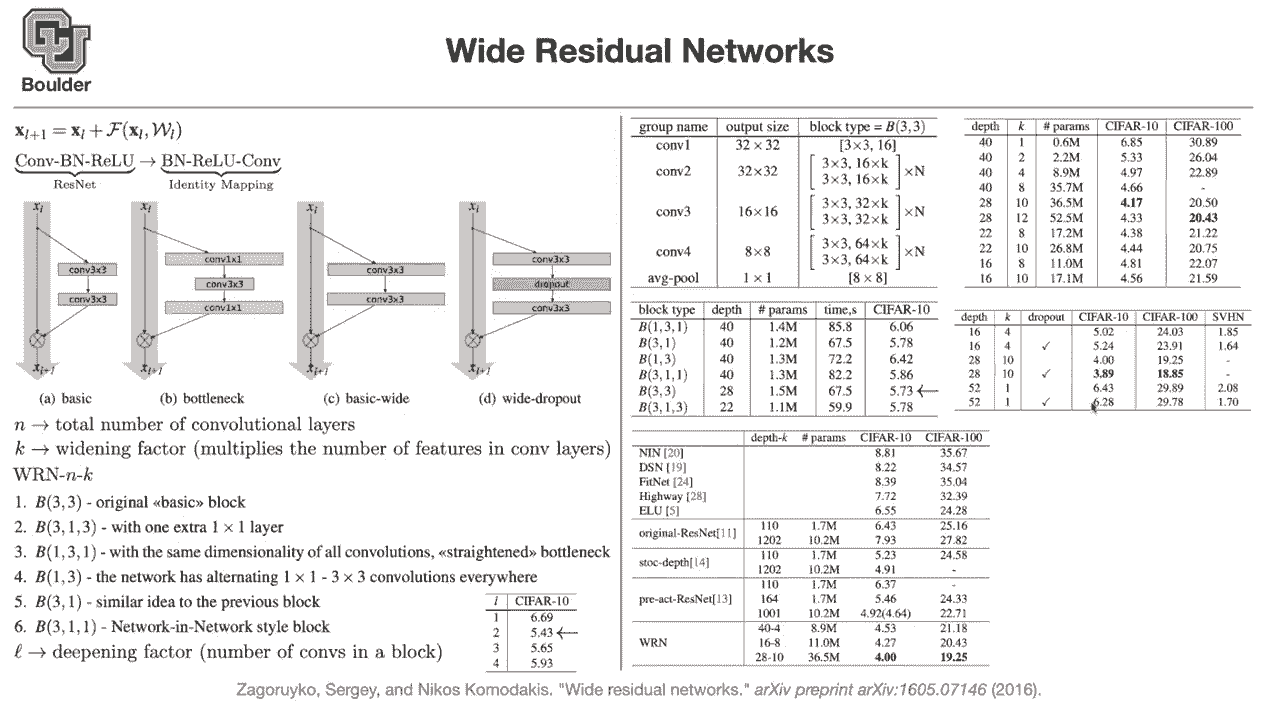 Boulder
Wide Residual Networks
x_{l+1} = x_l + F(x_l, W_l)
Conv-BN-ReLU → BN-ReLU-Conv
ResNet Identity Mapping
x_l x_l x_l x_l
conv3x3 conv3x3
conv1x1 conv3x3 conv1x1
conv3x3 conv3x3
conv3x3 dropout conv3x3
x_{l+1} x_{l+1} x_{l+1} x_{l+1}
(a) basic (b) bottleneck (c) basic-wide (d) wide-dropout
n → total number of convolutional layers
k → widening factor (multiplies the number of features in conv layers)
WRN-n-k
1. B(3,3) - original «basic» block
2. B(3,1,3) - with one extra 1 × 1 layer
3. B(1,3,1) - with the same dimensionality of all convolutions, «straightened» bottleneck
4. B(1,3) - the network has alternating 1 × 1 - 3 × 3 convolutions everywhere
5. B(3,1) - similar idea to the previous block
6. B(3,1,1) - Network-in-Network style block
ℓ → deepening factor (number of convs in a block)
l CIFAR-10
1 6.69
2 5.43 ←
3 5.65
4 5.93
group name output size block type = B(3,3)
conv1 32 × 32 [3×3, 16]
conv2 32×32 [3×3, 16×k
3×3, 16×k] ×N
conv3 16×16 [3×3, 32×k
3×3, 32×k] ×N
conv4 8×8 [3×3, 64×k
3×3, 64×k] ×N
avg-pool 1 × 1 [8 × 8]
block type depth # params time,s CIFAR-10
B(1,3,1) 40 1.4M 85.8 6.06
B(3,1) 40 1.2M 67.5 5.78
B(1,3) 40 1.3M 72.2 6.42
B(3,1,1) 40 1.3M 82.2 5.86
B(3,3) 28 1.5M 67.5 5.73 ←
B(3,1,3) 22 1.1M 59.9 5.78
depth k # params CIFAR-10 CIFAR-100
40 1 0.6M 6.85 30.89
40 2 2.2M 5.33 26.04
40 4 8.9M 4.97 22.89
40 8 35.7M 4.66 -
28 10 36.5M 4.17 20.50
28 12 52.5M 4.33 20.43
22 8 17.2M 4.38 21.22
22 10 26.8M 4.44 20.75
16 8 11.0M 4.81 22.07
16 10 17.1M 4.56 21.59
depth k dropout CIFAR-10 CIFAR-100 SVHN
16 4 5.02 24.03 1.85
16 4 ✓ 5.24 23.91 1.64
28 10 4.00 19.25 -
28 10 ✓ 3.89 18.85 -
52 1 6.43 29.89 2.08
52 1 ✓ 6.28 29.78 1.70
depth-k # params CIFAR-10 CIFAR-100
NIN [20] 8.81 35.67
DSN [19] 8.22 34.57
FitNet [24] 8.39 35.04
Highway [28] 7.72 32.39
ELU [5] 6.55 24.28
original-ResNet[11] 110 1.7M 6.43 25.16
1202 10.2M 7.93 27.82
stoc-depth[14] 110 1.7M 5.23 24.58
1202 10.2M 4.91 -
pre-act-ResNet[13] 110 1.7M 6.37 -
164 1.7M 5.46 24.33
1001 10.2M 4.92(4.64) 22.71
WRN 40-4 8.9M 4.53 21.18
16-8 11.0M 4.27 20.43
28-10 36.5M 4.00 19.25
Zagoruyko, Sergey, and Nikos Komodakis. "Wide residual networks." arXiv preprint arXiv:1605.07146 (2016).